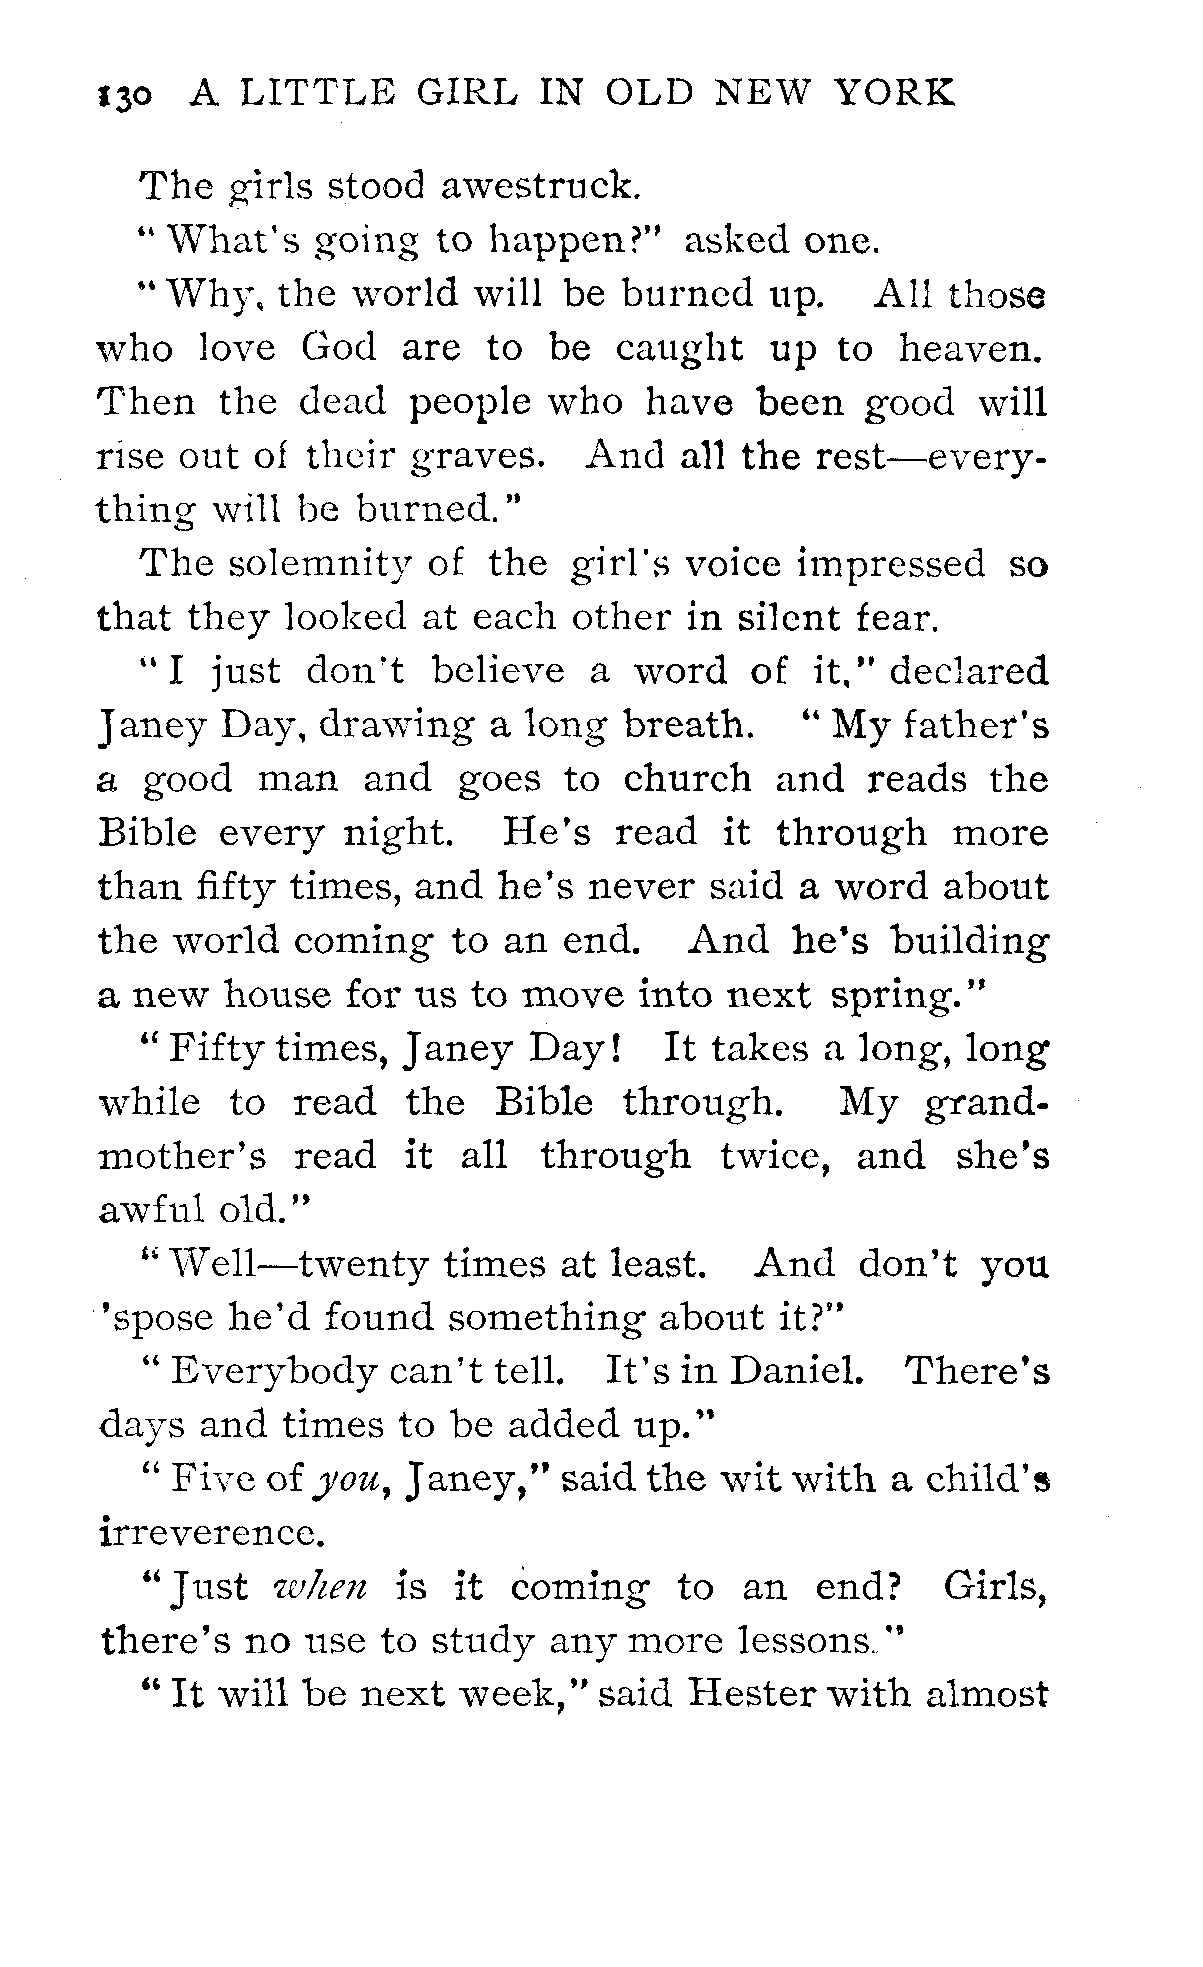 130 A LITTLE GIRL IN OLD NEW YORK
The girls stood awestruck.
“ What's going to happen?” asked one.
“ Why, the world will be burned up. All those
who love God are to be caught up to heaven.
Then the dead people who have been good will
rise out of their graves. And all the rest—every-
thing will be burned.”
The solemnity of the girl's voice impressed so
that they looked at each other in silent fear.
“ I just don't believe a word of it,” declared
Janey Day, drawing a long breath. “ My father's
a good man and goes to church and reads the
Bible every night. He's read it through more
than fifty times, and he's never said a word about
the world coming to an end. And he's building
a new house for us to move into next spring.”
“ Fifty times, Janey Day! It takes a long, long
while to read the Bible through. My grand-
mother's read it all through twice, and she's
awful old.”
“ Well—twenty times at least. And don't you
'spose he'd found something about it?”
“ Everybody can't tell. It's in Daniel. There's
days and times to be added up.”
“ Five of you, Janey,” said the wit with a child's
irreverence.
“ Just when is it coming to an end? Girls,
there's no use to study any more lessons.”
“ It will be next week,” said Hester with almost